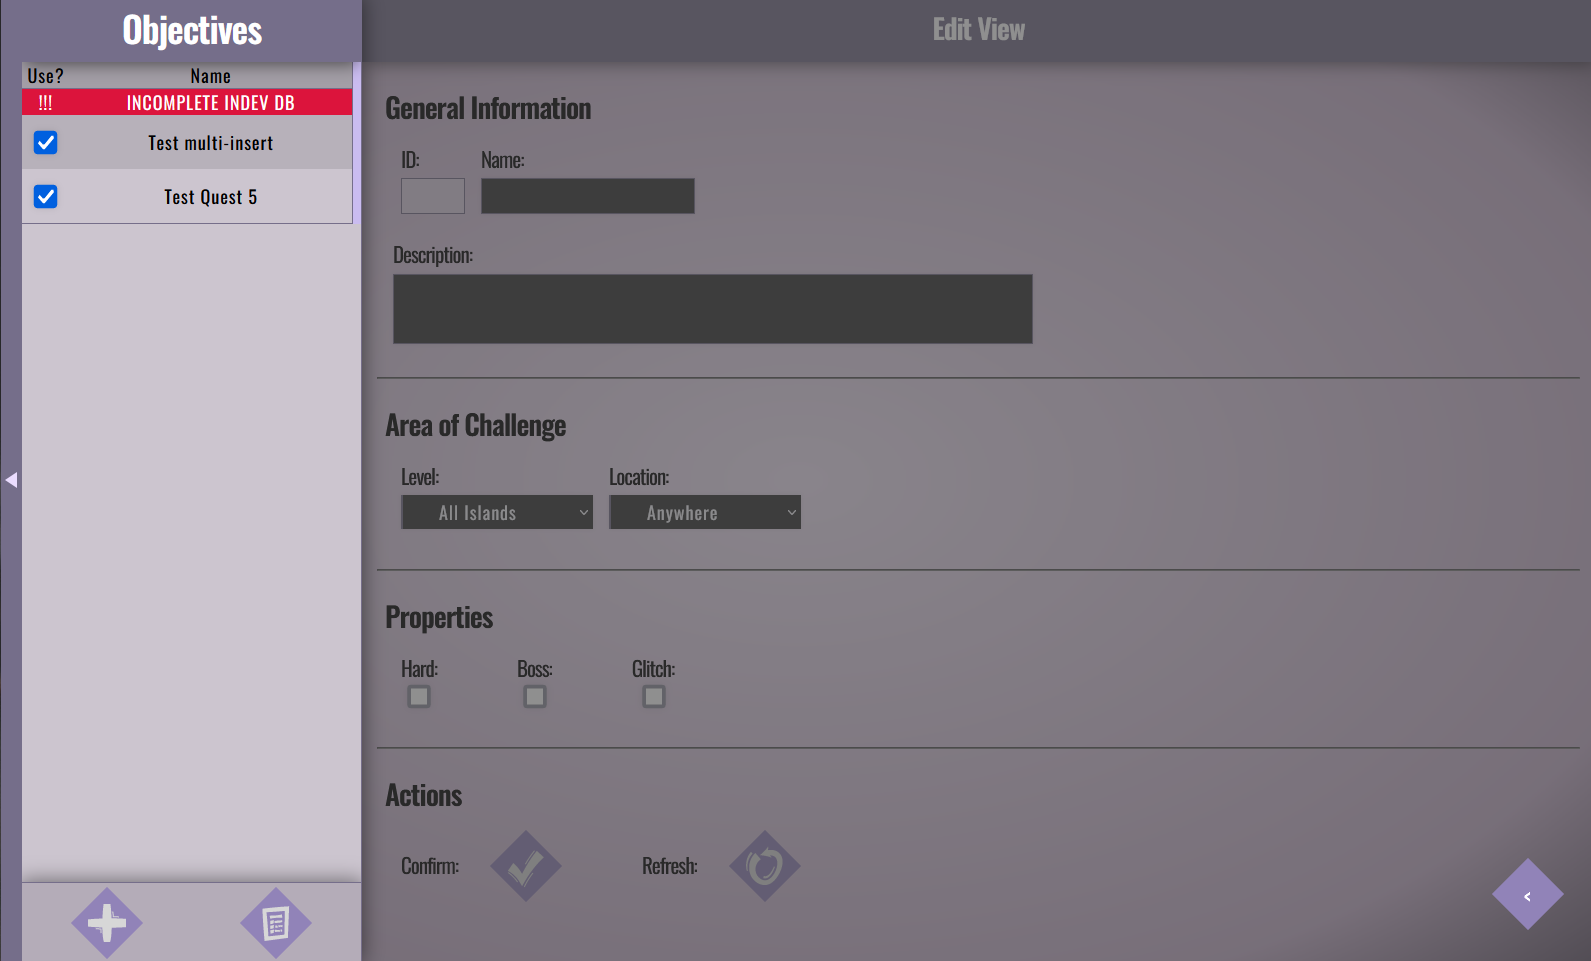 Objectives
Edit View
Use? Name
!!! INCOMPLETE INDEV DB
Test multi-insert
Test Quest 5
General Information
ID: Name:
Description:
Area of Challenge
Level: Location:
All Islands Anywhere
Properties
Hard: Boss: Glitch:
Actions
Confirm: Refresh:
<